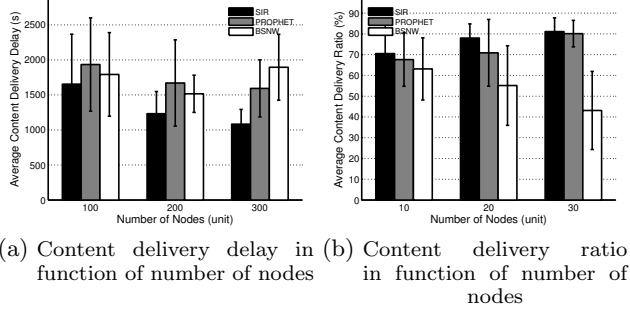 SIR
PROPHET
BSNW
Average Content Delivery Delay (s)
2500
2000
1500
1000
500
0
100 200 300
Number of Nodes (unit)
SIR
PROPHET
BSNW
Average Content Delivery Ratio (%)
90
80
70
60
50
40
30
20
10
0
10 20 30
Number of Nodes (unit)
(a) Content delivery delay in
function of number of nodes
(b) Content delivery ratio
in function of number of
nodes